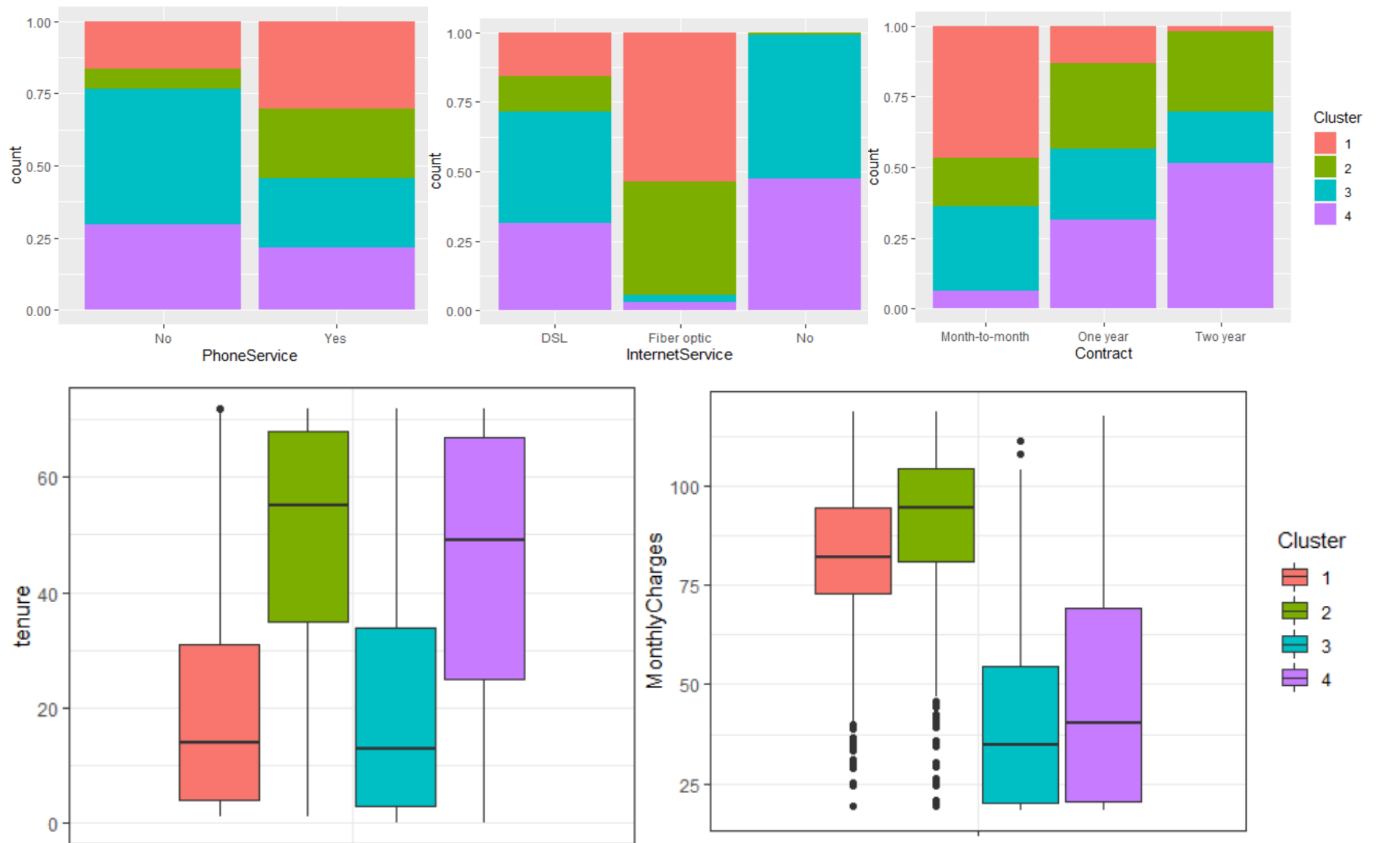 1.00
0.75
0.50
0.25
0.00
count
No Yes
PhoneService
1.00
0.75
0.50
0.25
0.00
count
DSL Fiber optic No
InternetService
1.00
0.75
0.50
0.25
0.00
count
Month-to-month One year Two year
Contract
Cluster
1
2
3
4
60
40
20
0
tenure
100
75
50
25
MonthlyCharges
Cluster
1
2
3
4